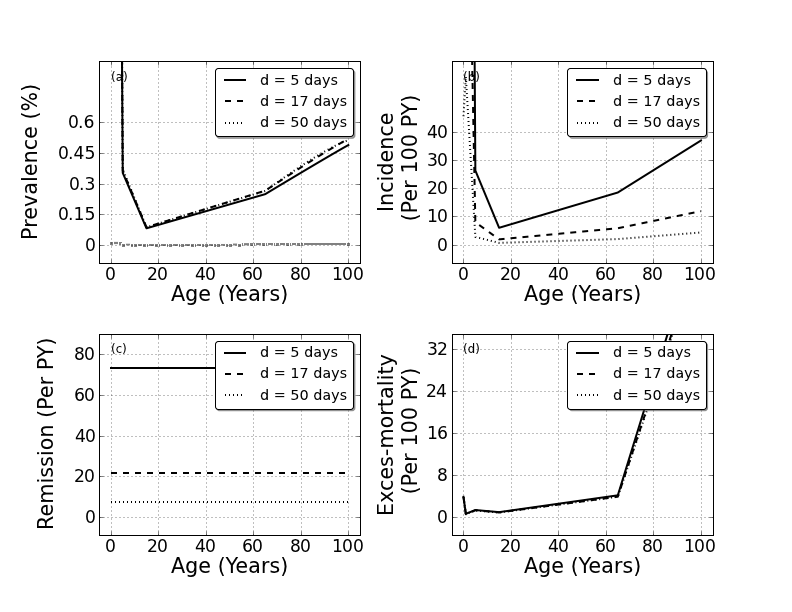 (a)
d = 5 days
d = 17 days
d = 50 days
Prevalence (%)
0.6
0.45
0.3
0.15
0
0 20 40 60 80 100
Age (Years)
(b)
d = 5 days
d = 17 days
d = 50 days
Incidence
(Per 100 PY)
40
30
20
10
0
0 20 40 60 80 100
Age (Years)
(c)
d = 5 days
d = 17 days
d = 50 days
Remission (Per PY)
80
60
40
20
0
0 20 40 60 80 100
Age (Years)
(d)
d = 5 days
d = 17 days
d = 50 days
Exces-mortality
(Per 100 PY)
32
24
16
8
0
0 20 40 60 80 100
Age (Years)